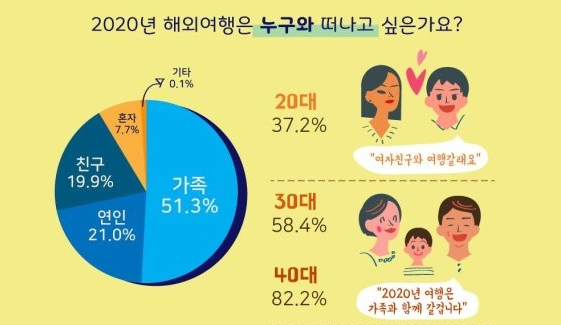 2020년 해외여행은 누구와 떠나고 싶은가요?
기타
0.1%
혼자
7.7%
친구
19.9%
연인
21.0%
가족
51.3%
20대
37.2%
"여자친구와 여행갈래요"
30대
58.4%
40대
82.2%
"2020년 여행은
가족과 함께 갈겁니다"